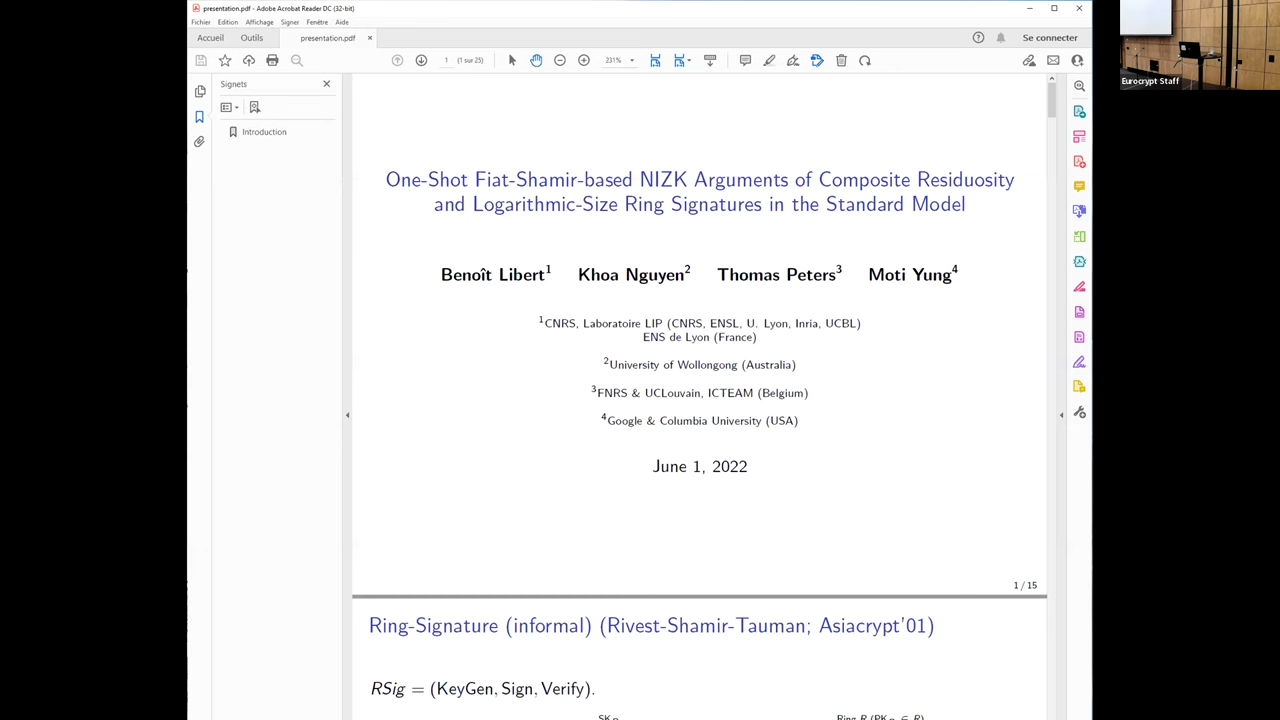 presentation.pdf - Adobe Acrobat Reader DC (32-bit)
Fichier Edition Affichage Signer Fenêtre Aide
Accueil Outils presentation.pdf × Se connecter
1 (1 sur 25) 231%
Signets
Introduction
One-Shot Fiat-Shamir-based NIZK Arguments of Composite Residuosity
and Logarithmic-Size Ring Signatures in the Standard Model
Benoît Libert1 Khoa Nguyen2 Thomas Peters3 Moti Yung4
1CNRS, Laboratoire LIP (CNRS, ENSL, U. Lyon, Inria, UCBL)
ENS de Lyon (France)
2University of Wollongong (Australia)
3FNRS & UCLouvain, ICTEAM (Belgium)
4Google & Columbia University (USA)
June 1, 2022
1 / 15
Ring-Signature (informal) (Rivest-Shamir-Tauman; Asiacrypt'01)
RSig = (KeyGen, Sign, Verify).
Eurocrypt Staff